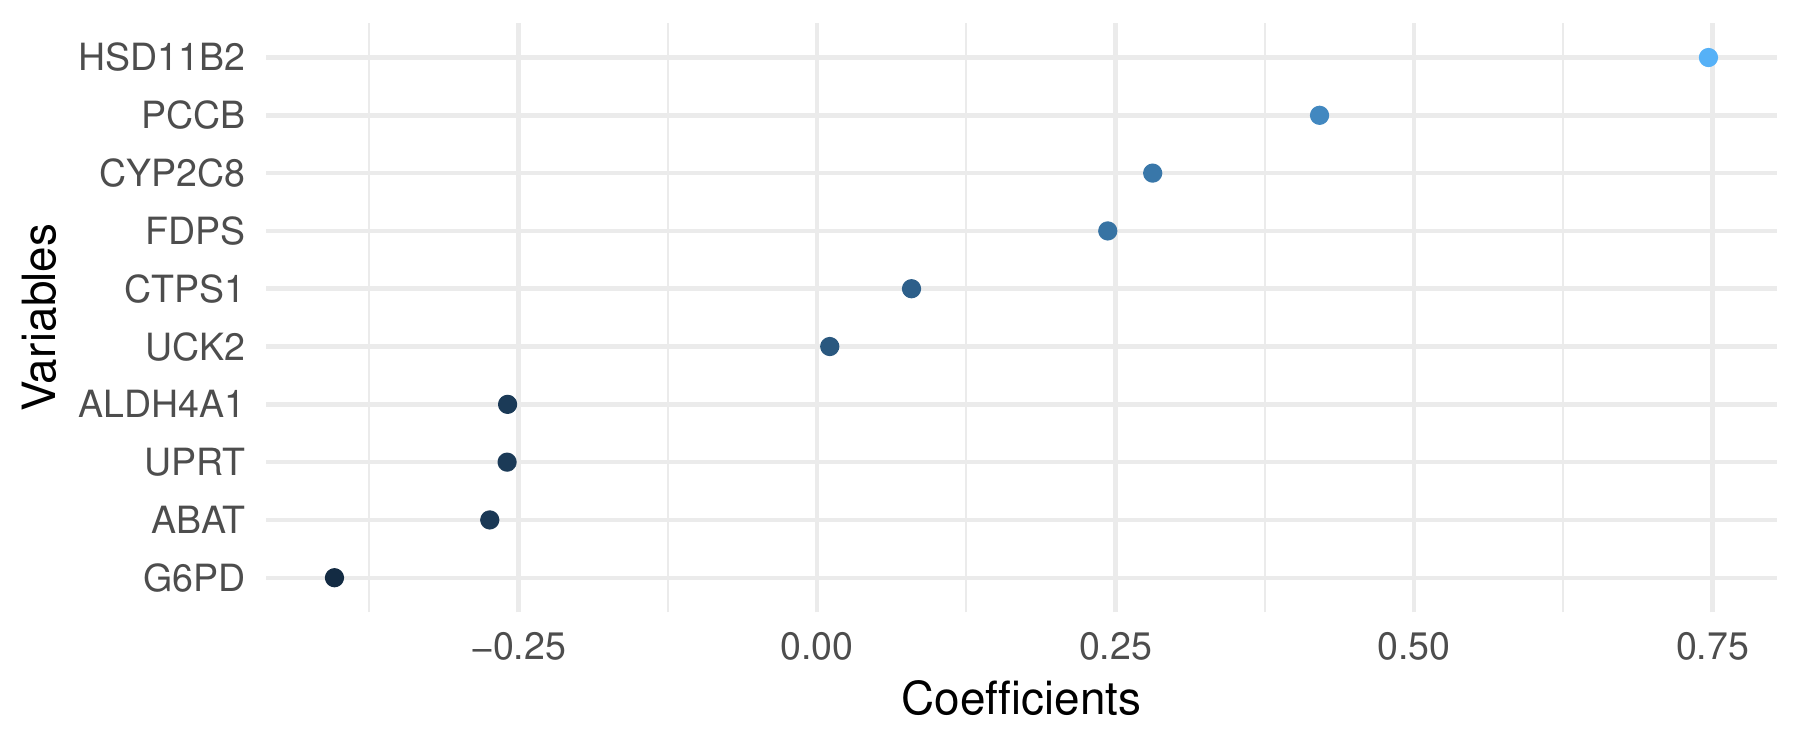 HSD11B2
PCCB
CYP2C8
FDPS
CTPS1
UCK2
ALDH4A1
UPRT
ABAT
G6PD
Variables
−0.25 0.00 0.25 0.50 0.75
Coefficients